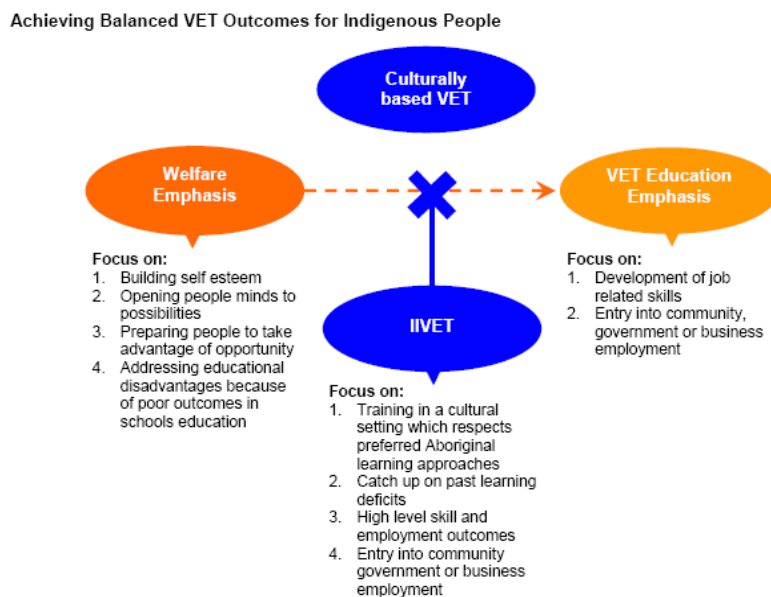 Achieving Balanced VET Outcomes for Indigenous People
Culturally
based VET
Welfare
Emphasis
VET Education
Emphasis
Focus on:
1. Building self esteem
2. Opening people minds to
possibilities
3. Preparing people to take
advantage of opportunity
4. Addressing educational
disadvantages because
of poor outcomes in
schools education
IIVET
Focus on:
1. Training in a cultural
setting which respects
preferred Aboriginal
learning approaches
2. Catch up on past learning
deficits
3. High level skill and
employment outcomes
4. Entry into community
government or business
employment
Focus on:
1. Development of job
related skills
2. Entry into community,
government or business
employment